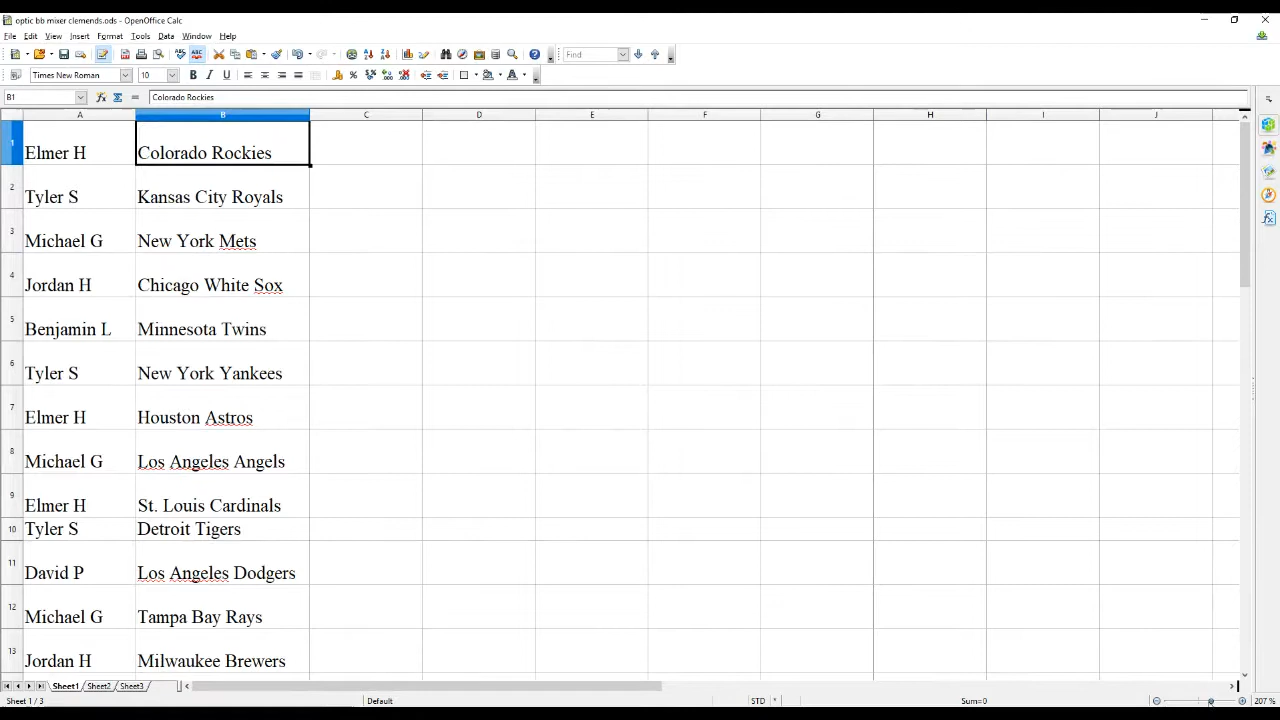 optic bb mixer clemends.ods - OpenOffice Calc
File Edit View Insert Format Tools Data Window Help
Find
Times New Roman 10
B1 Colorado Rockies
A B C D E F G H I J
1 Elmer H Colorado Rockies
2 Tyler S Kansas City Royals
3 Michael G New York Mets
4 Jordan H Chicago White Sox
5 Benjamin L Minnesota Twins
6 Tyler S New York Yankees
7 Elmer H Houston Astros
8 Michael G Los Angeles Angels
9 Elmer H St. Louis Cardinals
10 Tyler S Detroit Tigers
11 David P Los Angeles Dodgers
12 Michael G Tampa Bay Rays
13 Jordan H Milwaukee Brewers
Sheet1 Sheet2 Sheet3
Sheet 1 / 3 Default STD * Sum=0 207 %